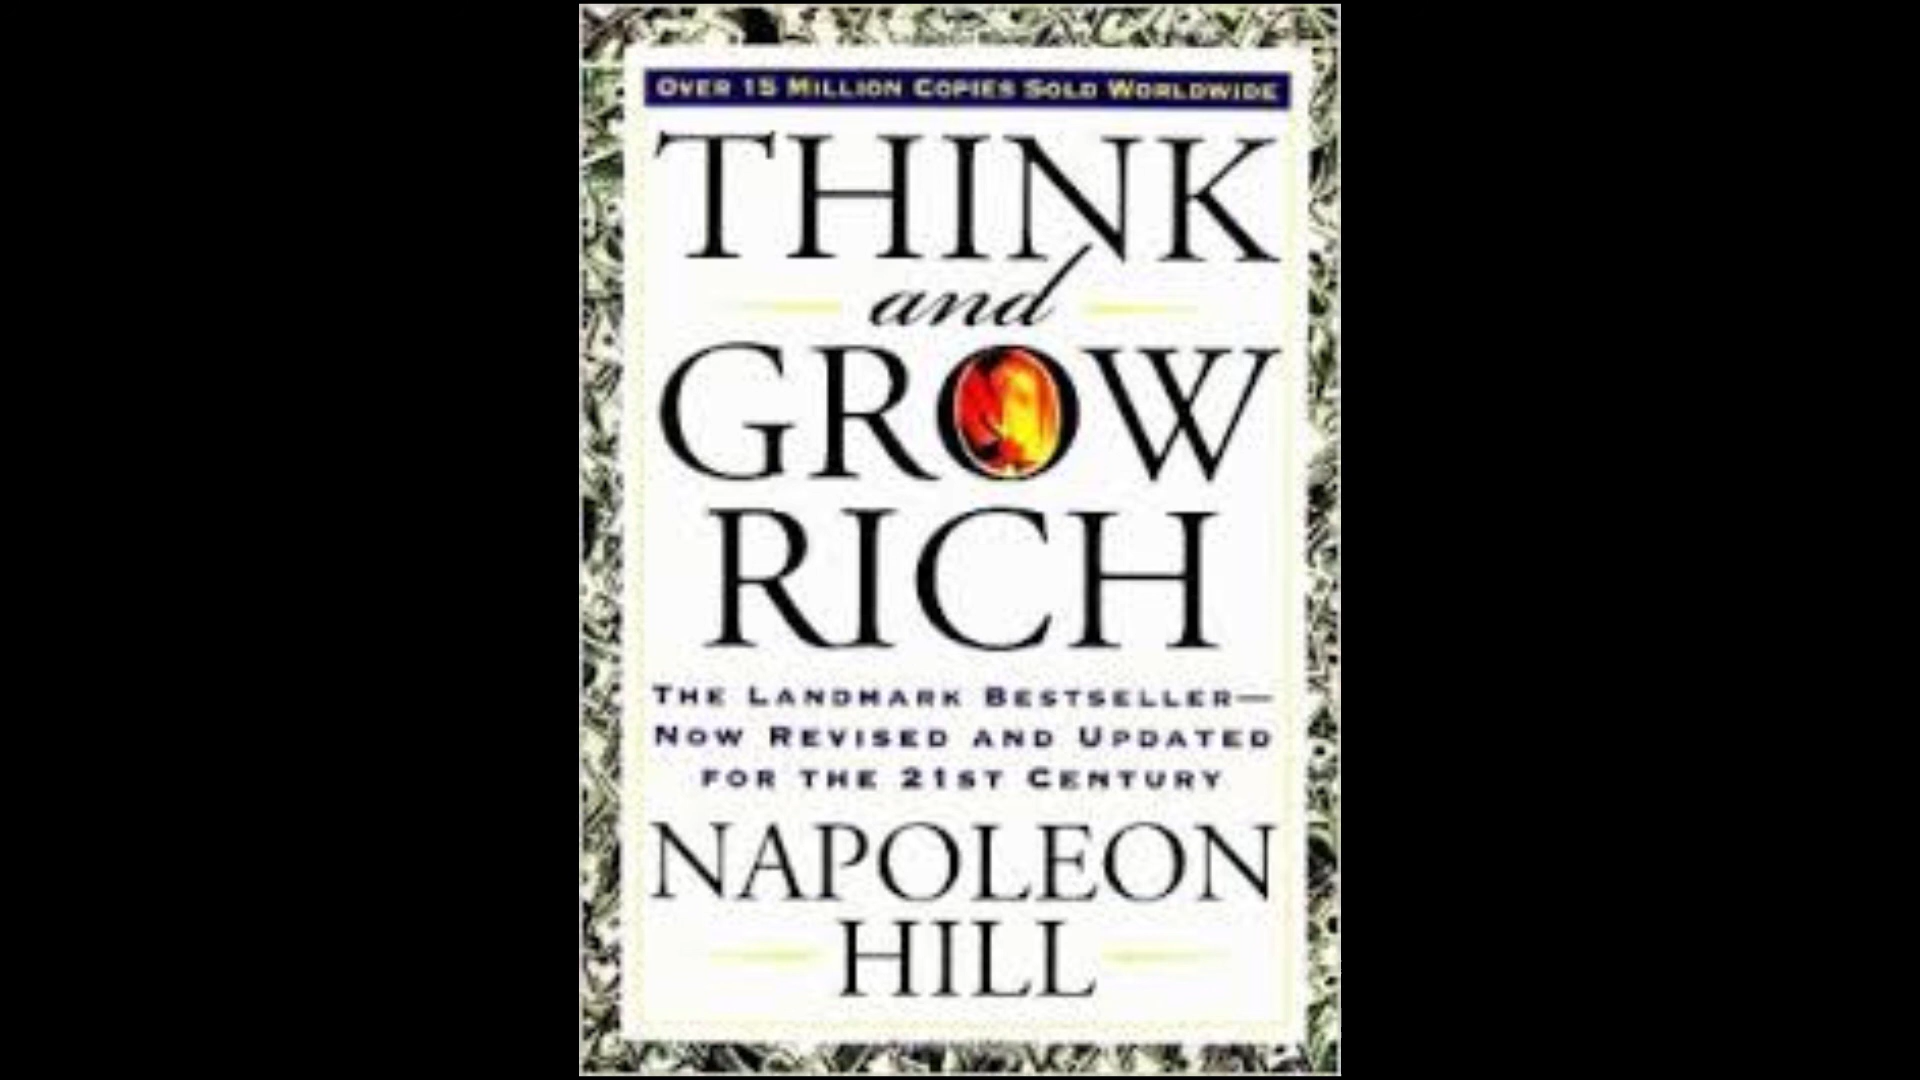 OVER 15 MILLION COPIES SOLD WORLDWIDE
THINK
and
GROW
RICH
THE LANDMARK BESTSELLER—
NOW REVISED AND UPDATED
FOR THE 21ST CENTURY
NAPOLEON
HILL